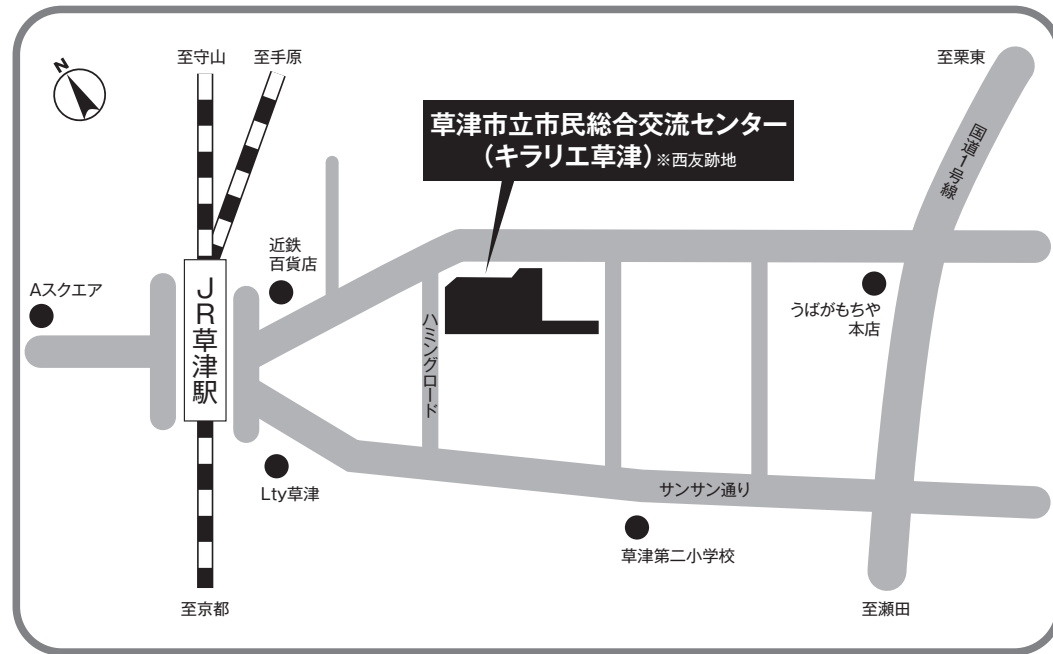 N
至守山
至手原
至栗東
草津市立市民総合交流センター
(キラリエ草津)※西友跡地
国道1号線
近鉄
百貨店
Aスクエア
JR草津駅
ハミングロード
うばがもちや
本店
Lty草津
サンサン通り
草津第二小学校
至京都
至瀬田